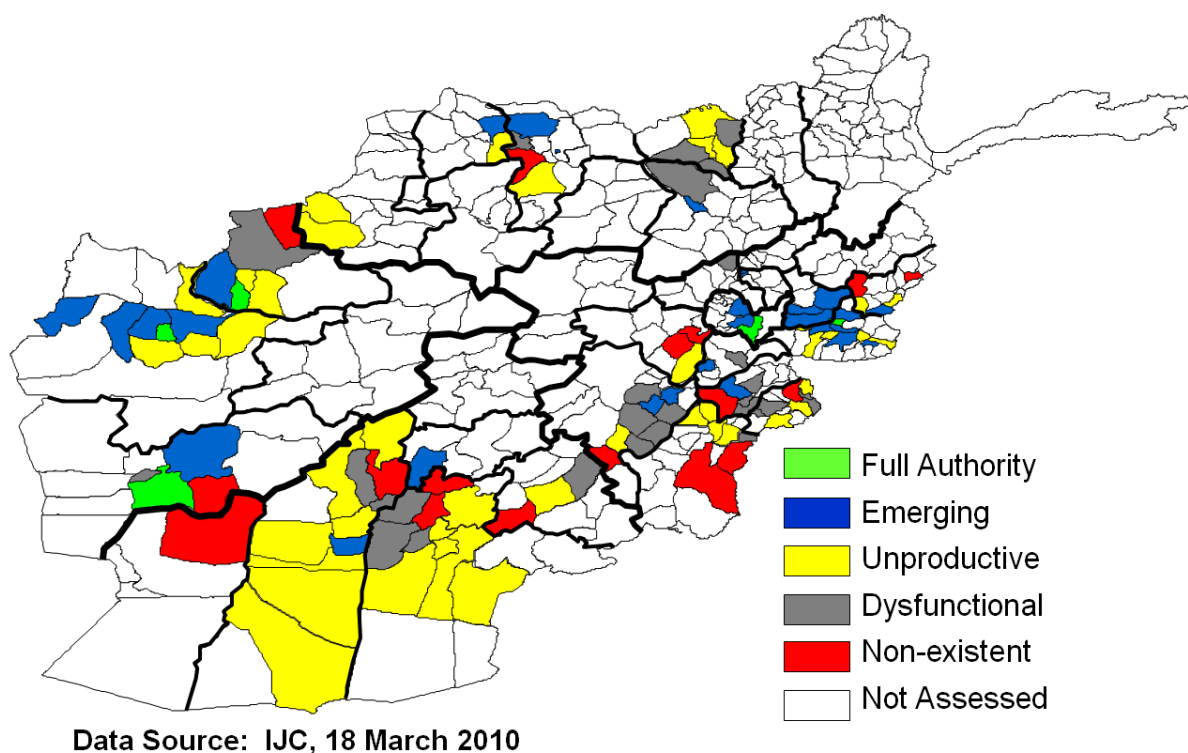 Full Authority
Emerging
Unproductive
Dysfunctional
Non-existent
Not Assessed
Data Source:  IJC, 18 March 2010